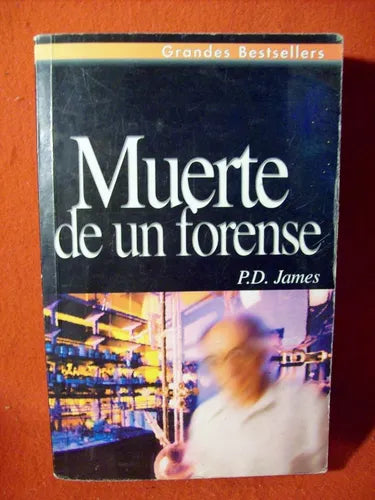 Grandes Bestsellers
Muerte
de un forense
P.D. James